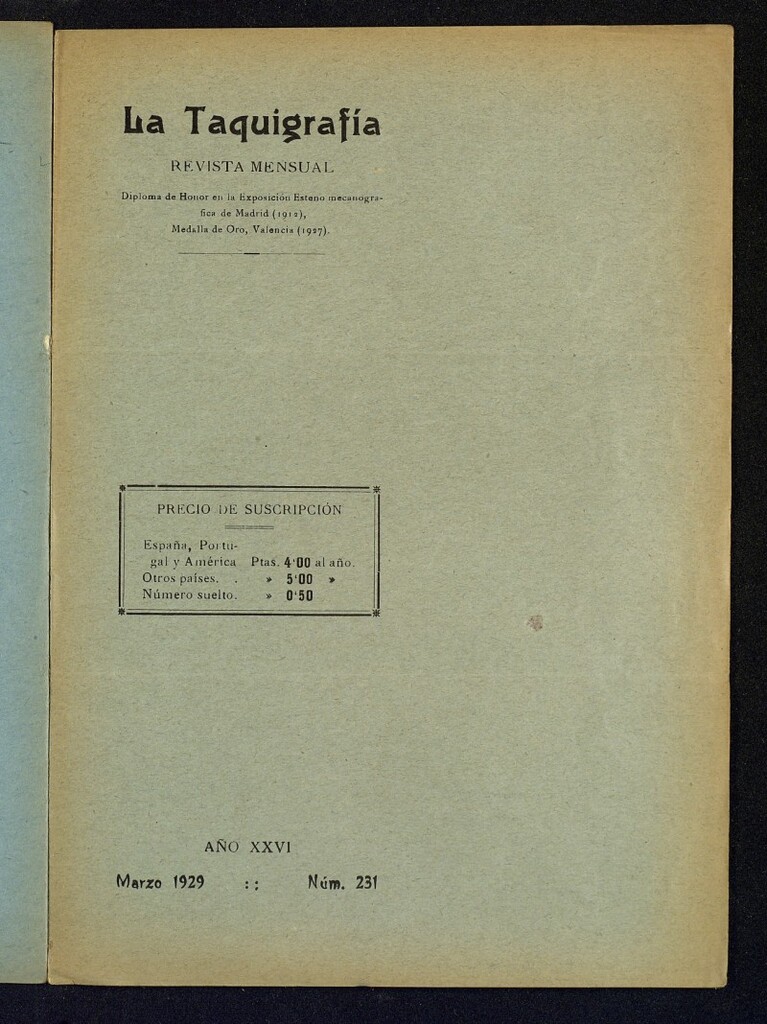 La Taquigrafía
REVISTA MENSUAL
Diploma de Honor en la Exposición Esteno mecanogra-
fica de Madrid (1912),
Medalla de Oro, Valencia (1927).
PRECIO DE SUSCRIPCIÓN
España, Portu-
gal y América Ptas. 4'00 al año.
Otros países. . » 5'00 »
Número suelto. » 0'50
AÑO XXVI
Marzo 1929 :: Núm. 231